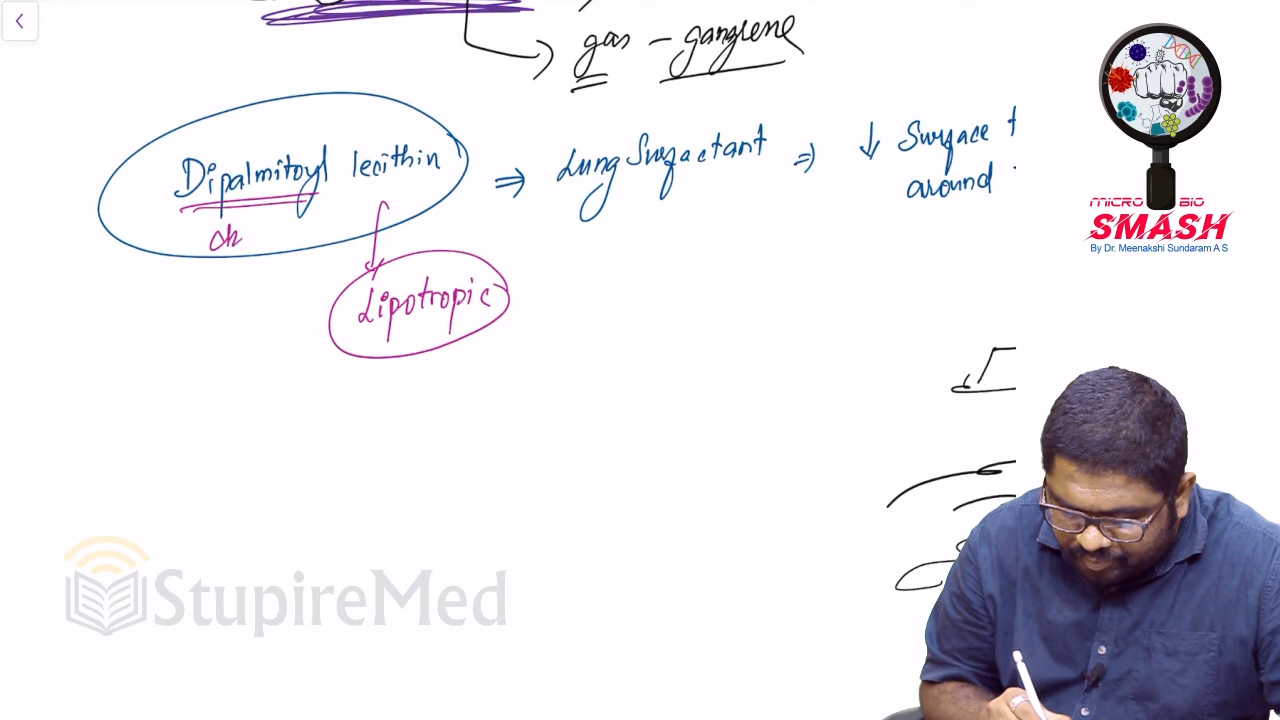 gas - gangrene
Dipalmitoyl lecithin ⇒ Lung Surfactant ⇒ ↓ Surface t
around
ch
Lipotropic
MICRO BIO
SMASH
By Dr. Meenakshi Sundaram A S
StupireMed